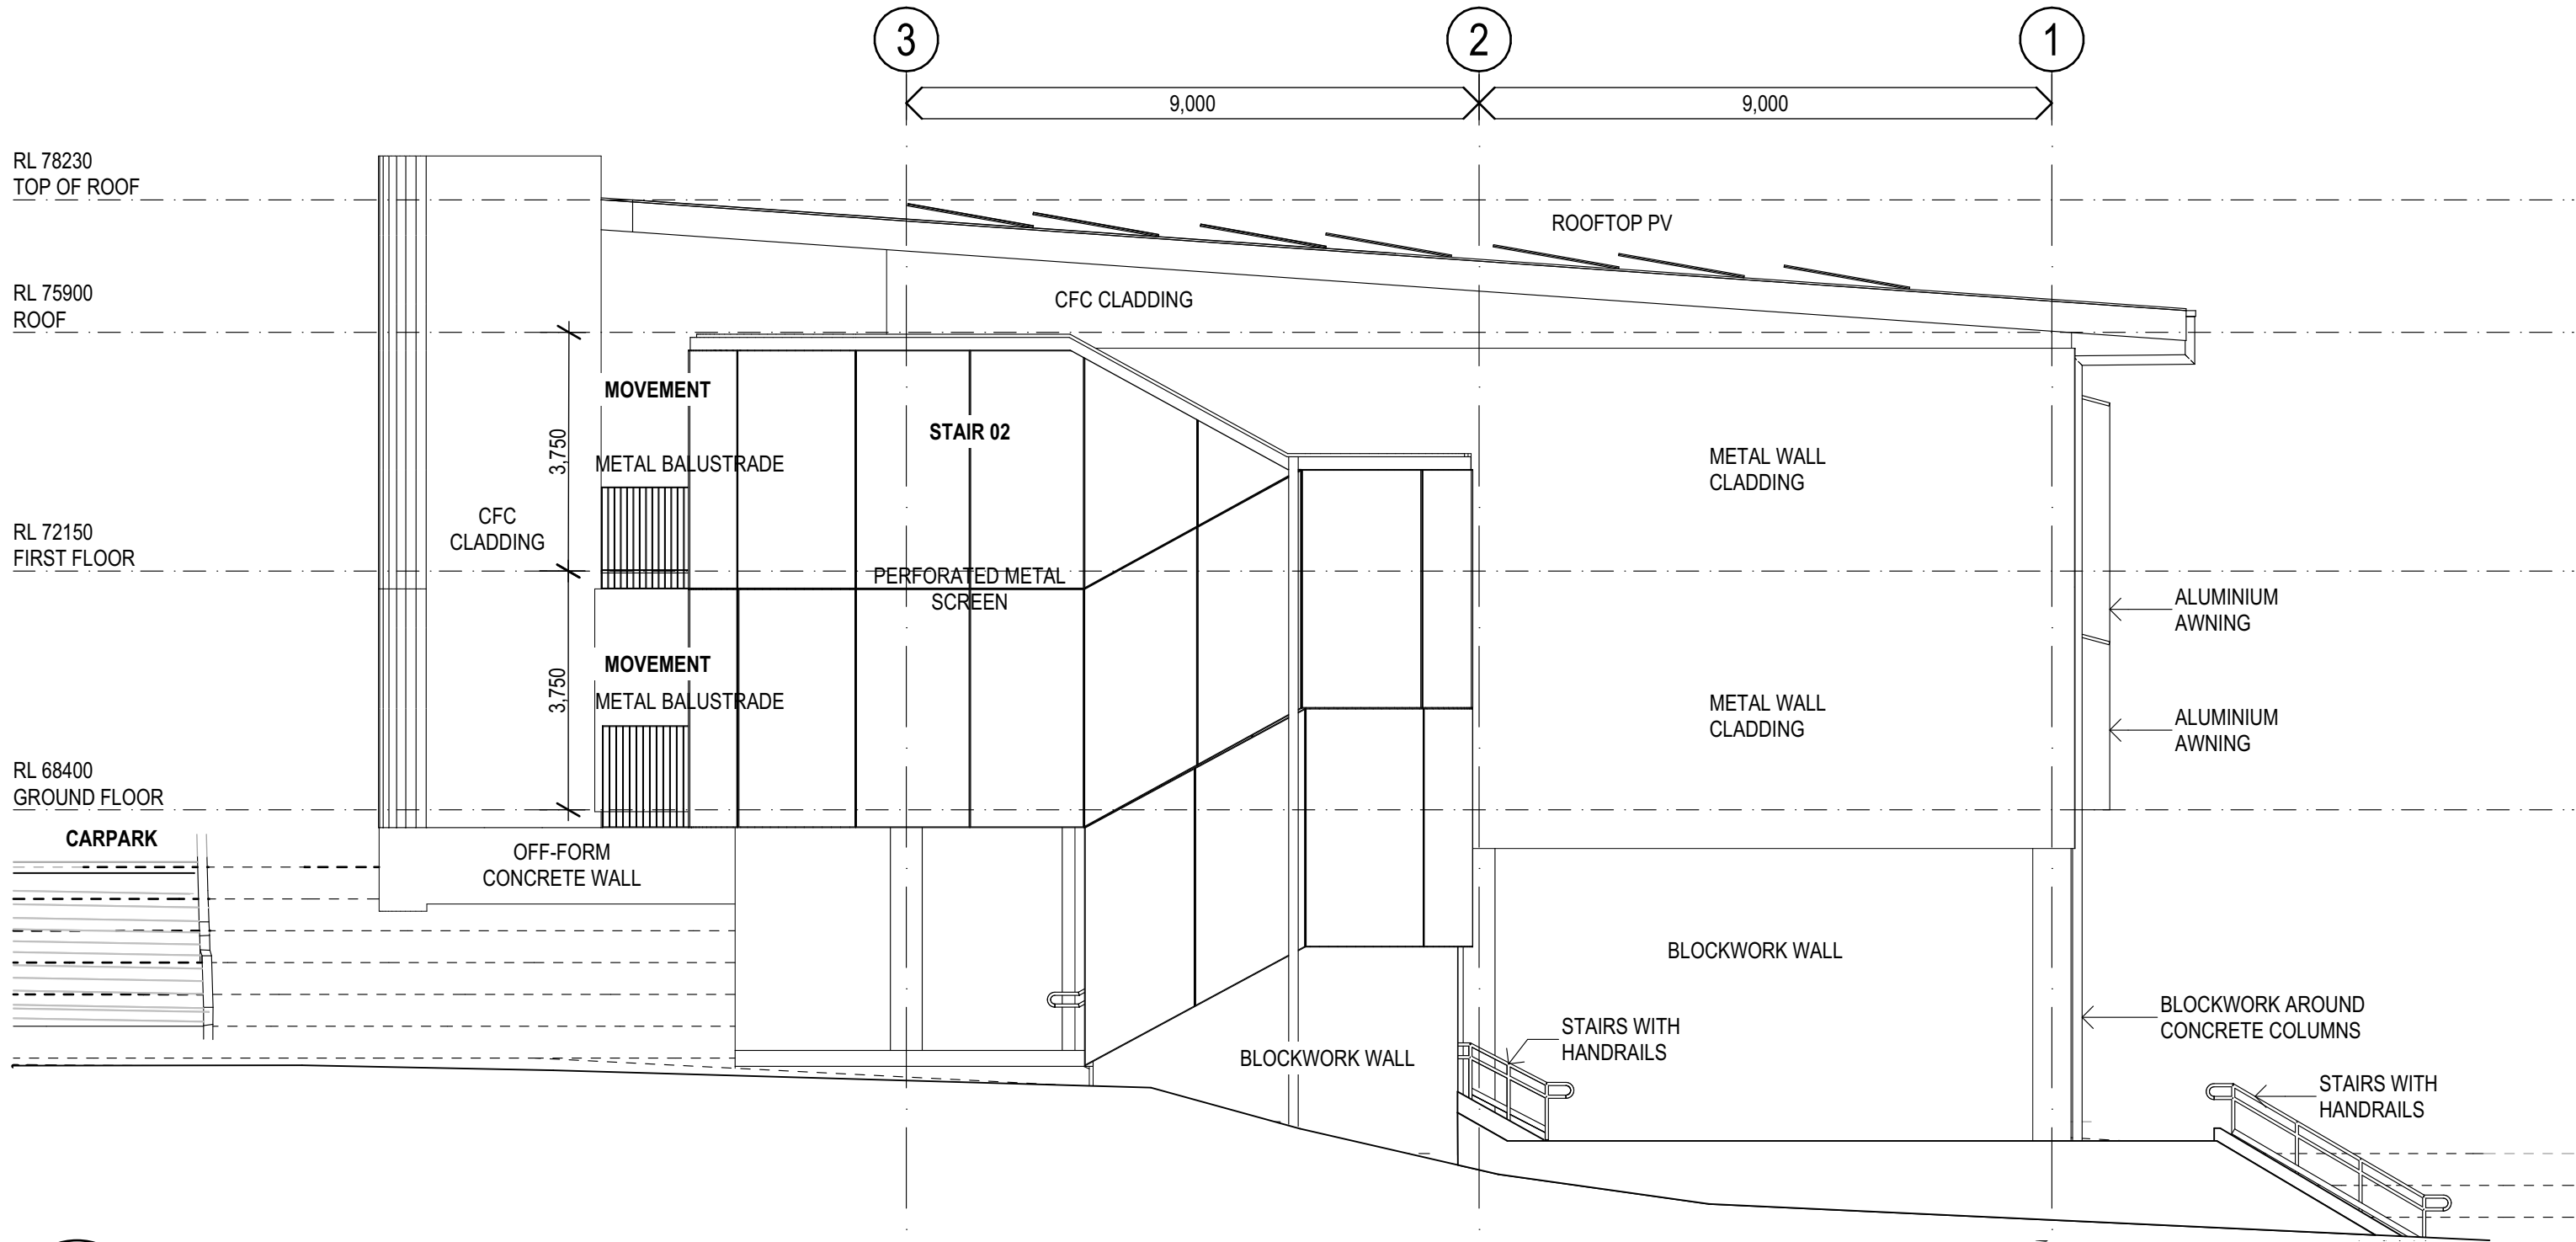 3
2
1
9,000
9,000
RL 78230
TOP OF ROOF
ROOFTOP PV
RL 75900
ROOF
CFC CLADDING
MOVEMENT
STAIR 02
3,750
METAL BALUSTRADE
METAL WALL
CLADDING
CFC
CLADDING
RL 72150
FIRST FLOOR
PERFORATED METAL
SCREEN
ALUMINIUM
AWNING
MOVEMENT
3,750
METAL BALUSTRADE
METAL WALL
CLADDING
ALUMINIUM
AWNING
RL 68400
GROUND FLOOR
CARPARK
OFF-FORM
CONCRETE WALL
BLOCKWORK WALL
BLOCKWORK AROUND
CONCRETE COLUMNS
STAIRS WITH
HANDRAILS
BLOCKWORK WALL
STAIRS WITH
HANDRAILS